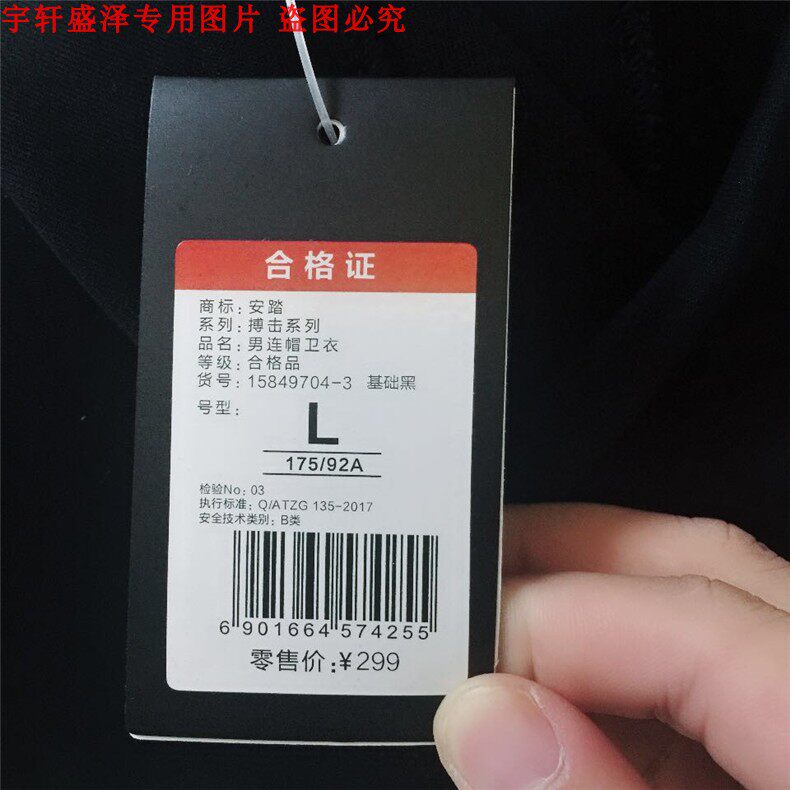 宇轩盛泽专用图片 盗图必究
合格证
商标：安踏
系列：搏击系列
品名：男连帽卫衣
等级：合格品
货号：15849704-3 基础黑
号型： L
175/92A
检验No：03
执行标准：Q/ATZG 135-2017
安全技术类别：B类
6 901664 574255
零售价：¥299